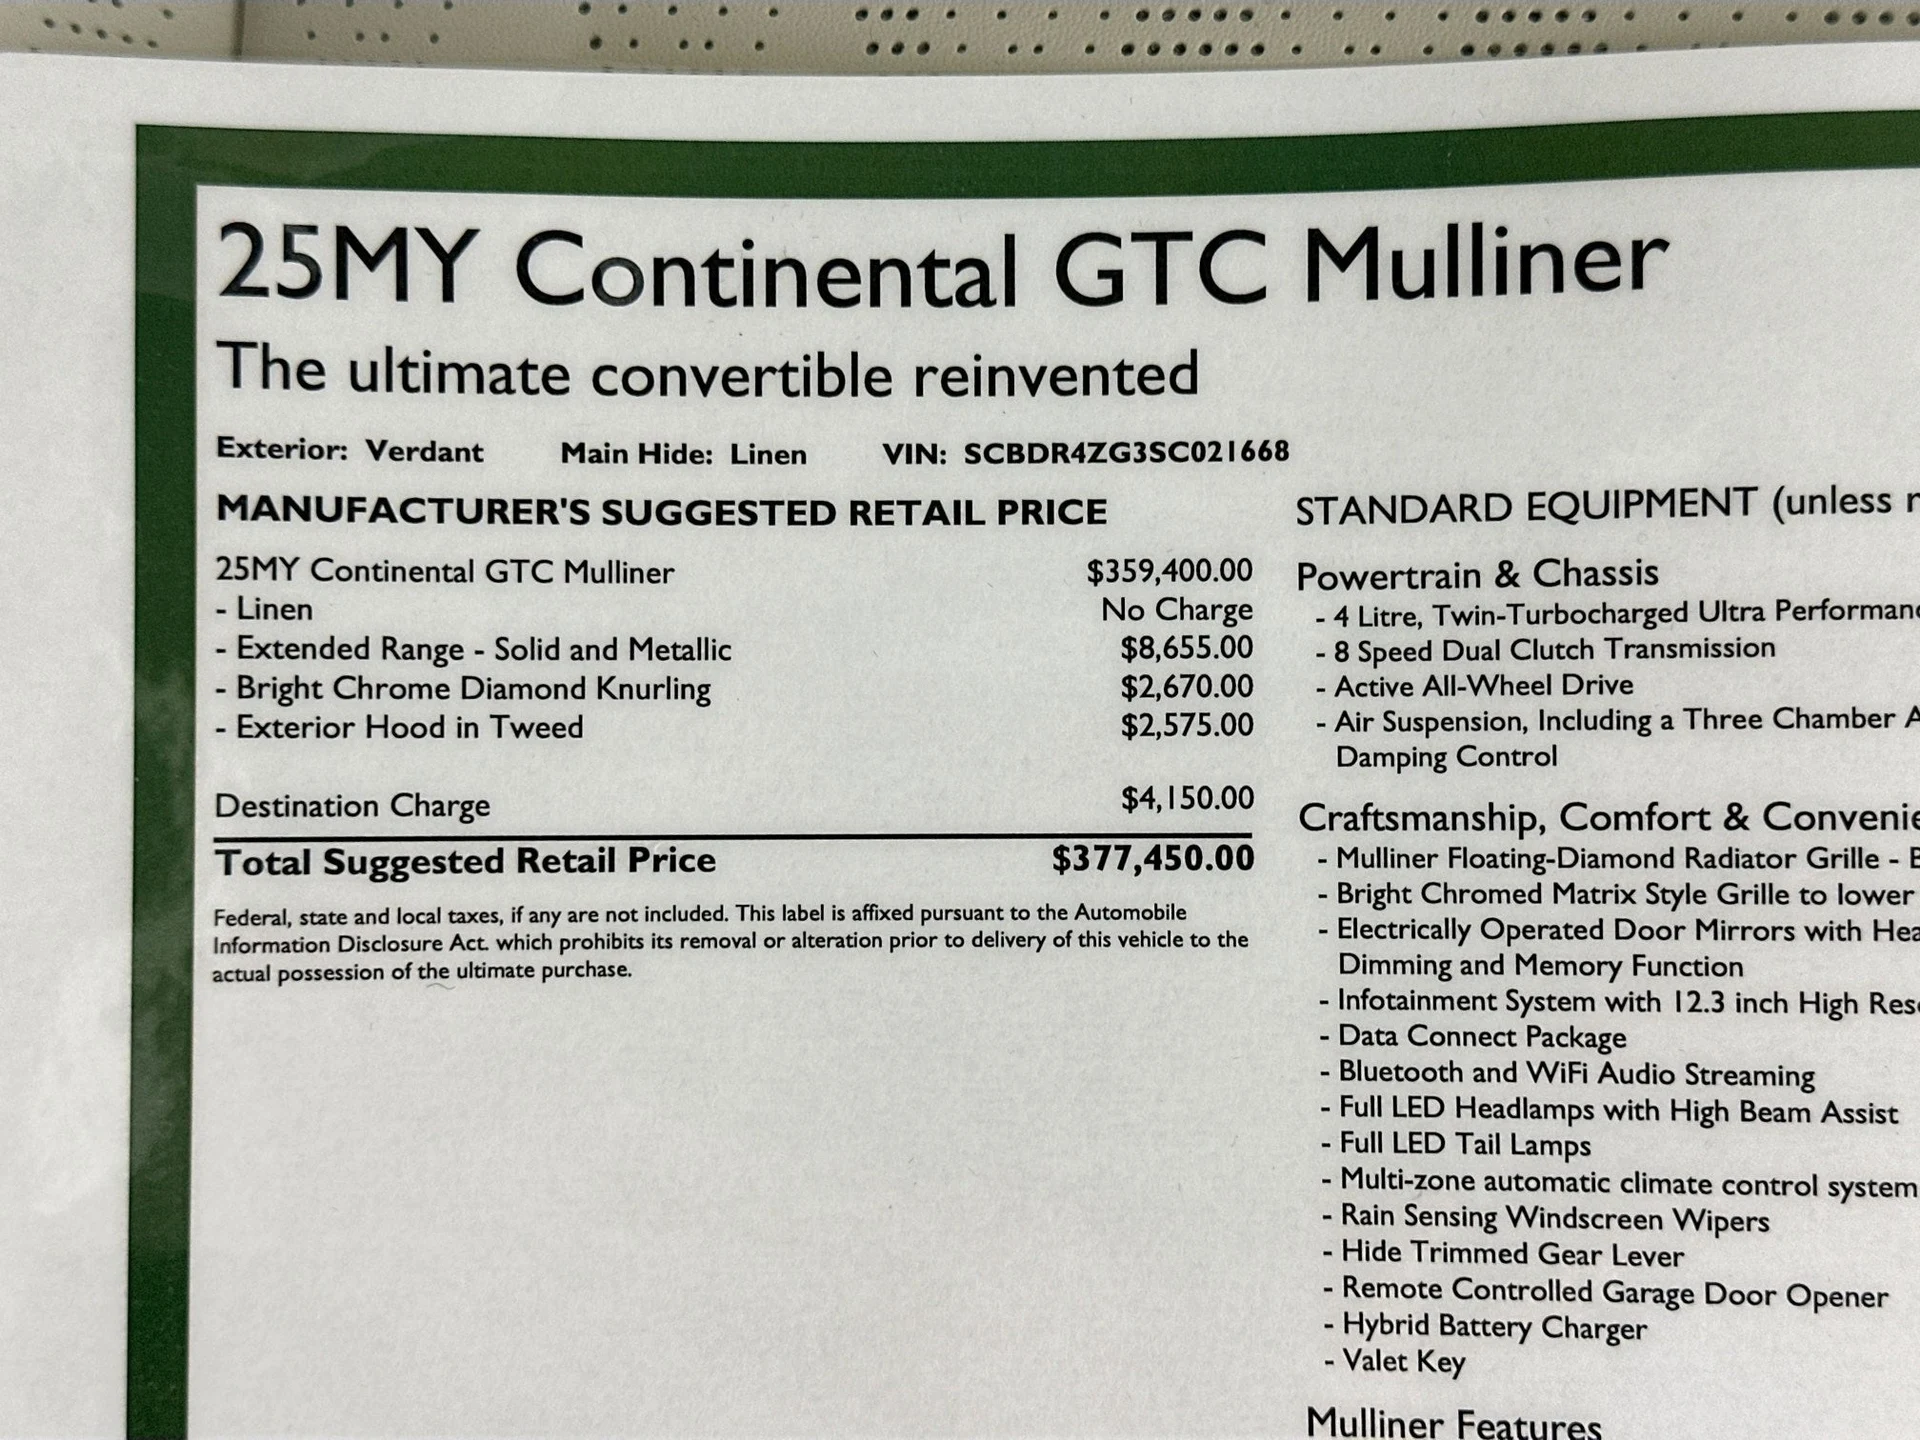 25MY Continental GTC Mulliner
The ultimate convertible reinvented
Exterior: Verdant Main Hide: Linen VIN: SCBDR4ZG3SC021668
MANUFACTURER'S SUGGESTED RETAIL PRICE
25MY Continental GTC Mulliner $359,400.00
- Linen No Charge
- Extended Range - Solid and Metallic $8,655.00
- Bright Chrome Diamond Knurling $2,670.00
- Exterior Hood in Tweed $2,575.00
Destination Charge $4,150.00
Total Suggested Retail Price $377,450.00
Federal, state and local taxes, if any are not included. This label is affixed pursuant to the Automobile
Information Disclosure Act. which prohibits its removal or alteration prior to delivery of this vehicle to the
actual possession of the ultimate purchase.
STANDARD EQUIPMENT (unless
Powertrain & Chassis
- 4 Litre, Twin-Turbocharged Ultra
- 8 Speed Dual Clutch Transmission
- Active All-Wheel Drive
- Air Suspension, Including a Three Chamber
Damping Control
Craftsmanship, Comfort &
- Mulliner Floating-Diamond Radiator Grille -
- Bright Chromed Matrix Style Grille to lower
- Electrically Operated Door Mirrors with
Dimming and Memory Function
- Infotainment System with 12.3 inch High
- Data Connect Package
- Bluetooth and WiFi Audio Streaming
- Full LED Headlamps with High Beam Assist
- Full LED Tail Lamps
- Multi-zone automatic climate control system
- Rain Sensing Windscreen Wipers
- Hide Trimmed Gear Lever
- Remote Controlled Garage Door Opener
- Hybrid Battery Charger
- Valet Key
Mulliner Features